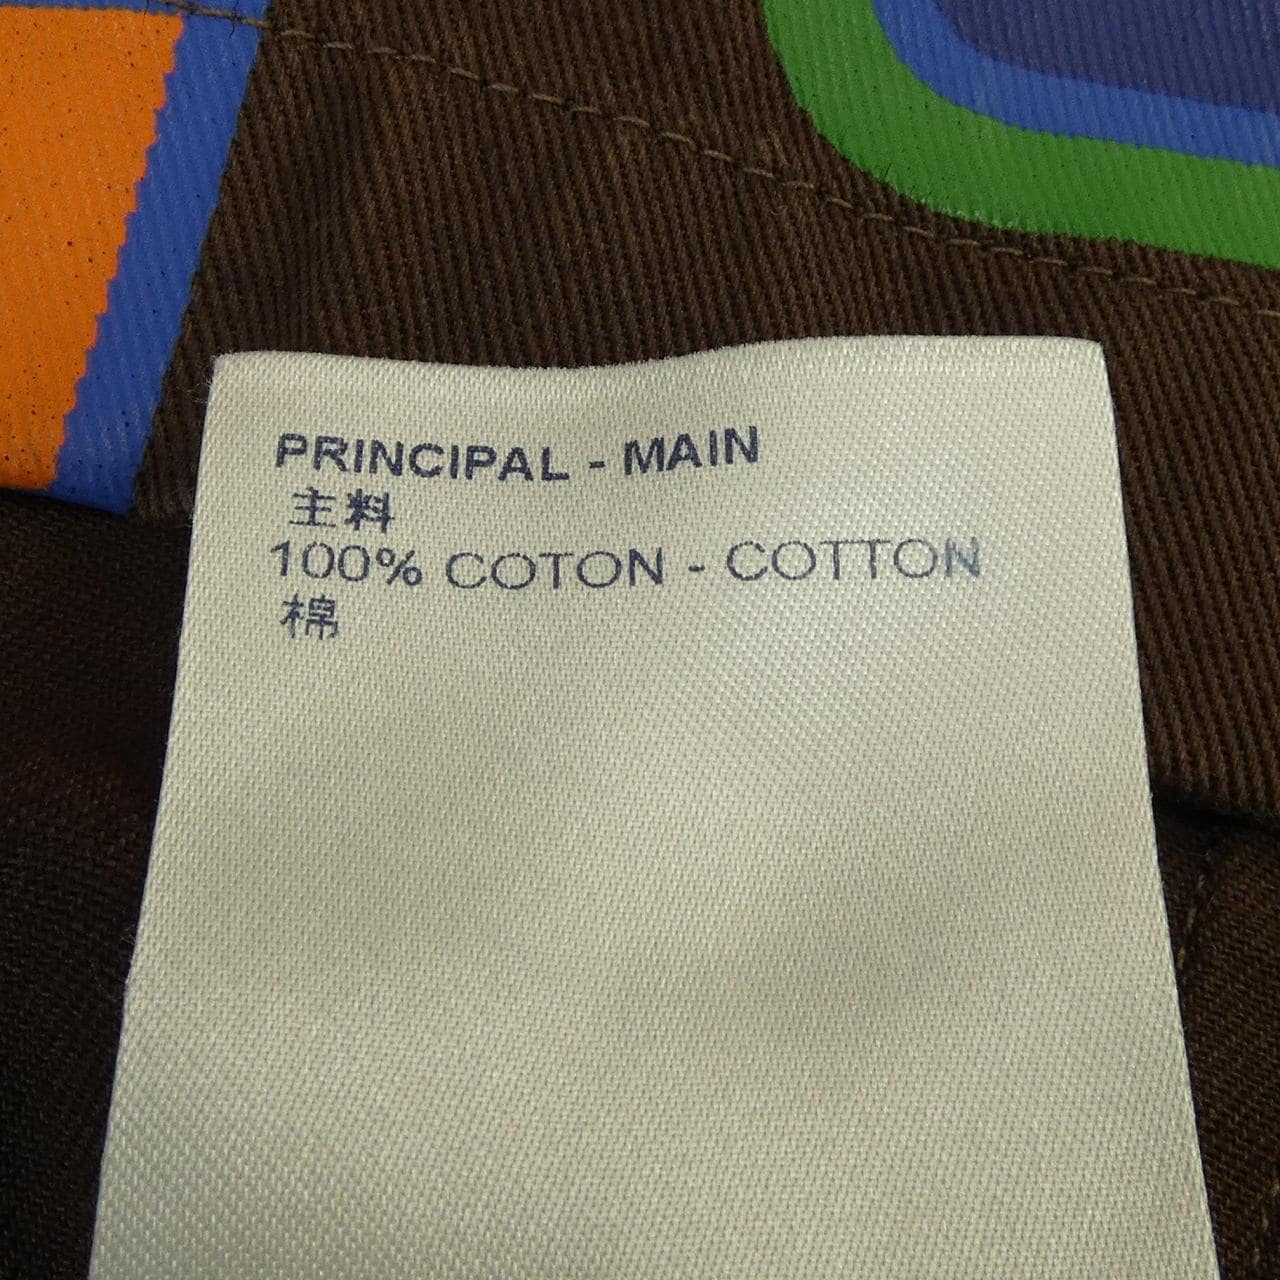 PRINCIPAL - MAIN
主料
100% COTON - COTTON
棉